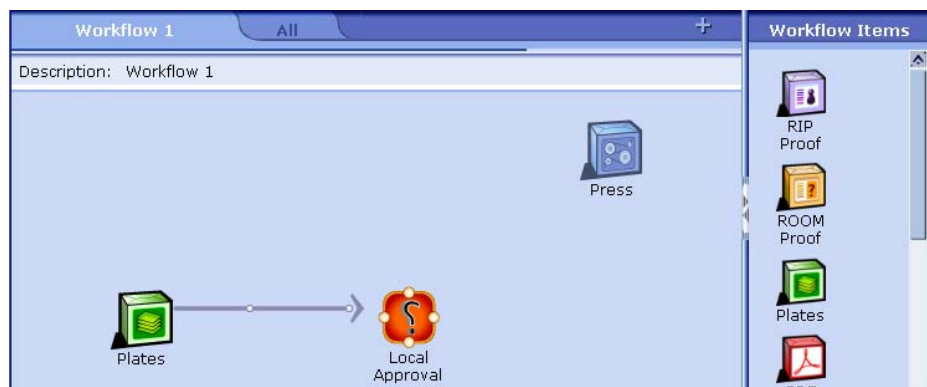 Workflow 1
All
+
Workflow Items
Description: Workflow 1
RIP
Proof
Press
ROOM
Proof
Plates
Plates
Local
Approval